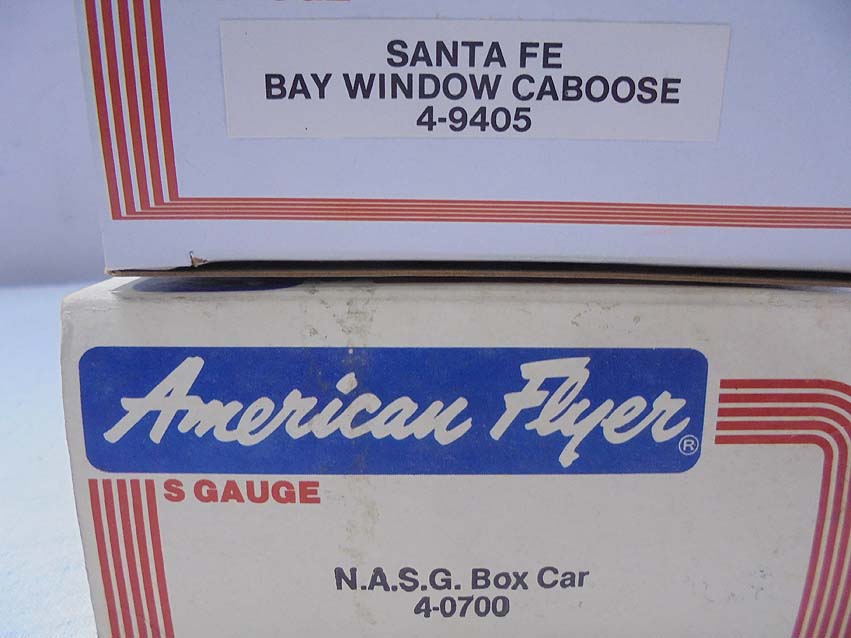 SANTA FE
BAY WINDOW CABOOSE
4-9405
American Flyer ®
S GAUGE
N.A.S.G. Box Car
4-0700